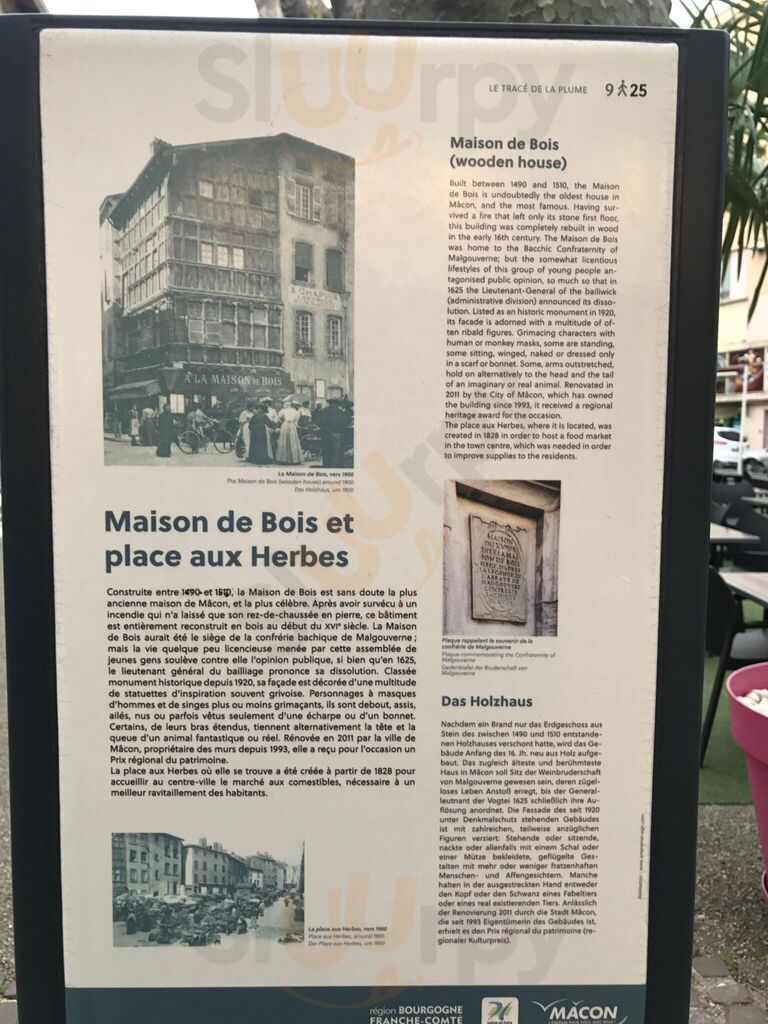 Sluurpy
LE TRACÉ DE LA PLUME 9 25
A CHAPUIS
A LA MAISON DE BOIS
La Maison de Bois, vers 1900
The Maison de Bois (wooden house) around 1900
Das Holzhaus, um 1900
Maison de Bois et
place aux Herbes
Construite entre 1490 et 1510, la Maison de Bois est sans doute la plus
ancienne maison de Mâcon, et la plus célèbre. Après avoir survécu à un
incendie qui n'a laissé que son rez-de-chaussée en pierre, ce bâtiment
est entièrement reconstruit en bois au début du XVIe siècle. La Maison
de Bois aurait été le siège de la confrérie bachique de Malgouverne ;
mais la vie quelque peu licencieuse menée par cette assemblée de
jeunes gens soulève contre elle l'opinion publique, si bien qu'en 1625,
le lieutenant général du bailliage prononce sa dissolution. Classée
monument historique depuis 1920, sa façade est décorée d'une multitude
de statuettes d'inspiration souvent grivoise. Personnages à masques
d'hommes et de singes plus ou moins grimaçants, ils sont debout, assis,
ailés, nus ou parfois vêtus seulement d'une écharpe ou d'un bonnet.
Certains, de leurs bras étendus, tiennent alternativement la tête et la
queue d'un animal fantastique ou réel. Rénovée en 2011 par la ville de
Mâcon, propriétaire des murs depuis 1993, elle a reçu pour l'occasion un
Prix régional du patrimoine.
La place aux Herbes où elle se trouve a été créée à partir de 1828 pour
accueillir au centre-ville le marché aux comestibles, nécessaire à un
meilleur ravitaillement des habitants.
La place aux Herbes, vers 1900
Place aux Herbes, around 1900
Der Place aux Herbes, um 1900
Maison de Bois
(wooden house)
Built between 1490 and 1510, the Maison
de Bois is undoubtedly the oldest house in
Mâcon, and the most famous. Having sur-
vived a fire that left only its stone first floor,
this building was completely rebuilt in wood
in the early 16th century. The Maison de Bois
was home to the Bacchic Confraternity of
Malgouverne; but the somewhat licentious
lifestyles of this group of young people an-
tagonised public opinion, so much so that in
1625 the Lieutenant-General of the bailiwick
(administrative division) announced its disso-
lution. Listed as an historic monument in 1920,
its facade is adorned with a multitude of of-
ten ribald figures. Grimacing characters with
human or monkey masks, some are standing,
some sitting, winged, naked or dressed only
in a scarf or bonnet. Some, arms outstretched,
hold on alternatively to the head and the tail
of an imaginary or real animal. Renovated in
2011 by the City of Mâcon, which has owned
the building since 1993, it received a regional
heritage award for the occasion.
The place aux Herbes, where it is located, was
created in 1828 in order to host a food market
in the town centre, which was needed in order
to improve supplies to the residents.
MAISON
DU XVe SIECLE
DITE LA MAI-
SON DE BOIS
SIEGE, D'APRES
LA LEGENDE DE
L'ABBAYE DE
MAUGOUVERT
CONFRERIE
BACHIQUE
Plaque rappelant le souvenir de la
confrérie de Malgouverne
Plaque commemorating the Confraternity of
Malgouverne
Gedenktafel der Bruderschaft von
Malgouverne
Das Holzhaus
Nachdem ein Brand nur das Erdgeschoss aus
Stein des zwischen 1490 und 1510 entstande-
nen Holzhauses verschont hatte, wird das Ge-
bäude Anfang des 16. Jh. neu aus Holz aufge-
baut. Das zugleich älteste und berühmteste
Haus in Mâcon soll Sitz der Weinbruderschaft
von Malgouverne gewesen sein, deren zügel-
loses Leben Anstoß erregt, bis der General-
leutnant der Vogtei 1625 schließlich ihre Auf-
lösung anordnet. Die Fassade des seit 1920
unter Denkmalschutz stehenden Gebäudes
ist mit zahlreichen, teilweise anzüglichen
Figuren verziert: Stehende oder sitzende,
nackte oder allenfalls mit einem Schal oder
einer Mütze bekleidete, geflügelte Ges-
talten mit mehr oder weniger fratzenhaften
Menschen- und Affengesichtern. Manche
halten in der ausgestreckten Hand entweder
den Kopf oder den Schwanz eines Fabeltiers
oder eines real existierenden Tiers. Anlässlich
der Renovierung 2011 durch die Stadt Mâcon,
die seit 1993 Eigentümerin des Gebäudes ist,
erhielt es den Prix régional du patrimoine (re-
gionaler Kulturpreis).
région BOURGOGNE
FRANCHE-COMTÉ
MÂCON
Sluurpy
Sluurpy